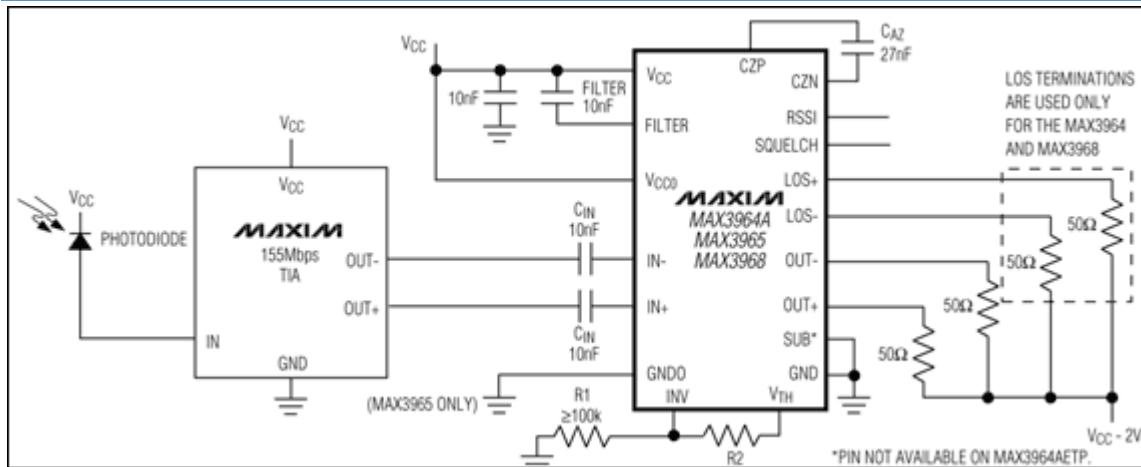 VCC
10nF
FILTER
10nF
VCC
FILTER
VCCO
CZP
CZN
CAZ
27nF
RSSI
SQUELCH
LOS+
LOS-
OUT-
OUT+
SUB*
GND
VTH
INV
GNDO
IN+
IN-
MAXIM
MAX3964A
MAX3965
MAX3968
LOS TERMINATIONS
ARE USED ONLY
FOR THE MAX3964
AND MAX3968
50Ω
50Ω
50Ω
50Ω
VCC - 2V
VCC
VCC
MAXIM
155Mbps
TIA
OUT-
OUT+
IN
GND
VCC
PHOTODIODE
CIN
10nF
CIN
10nF
(MAX3965 ONLY)
R1
≥100k
R2
*PIN NOT AVAILABLE ON MAX3964AETP.